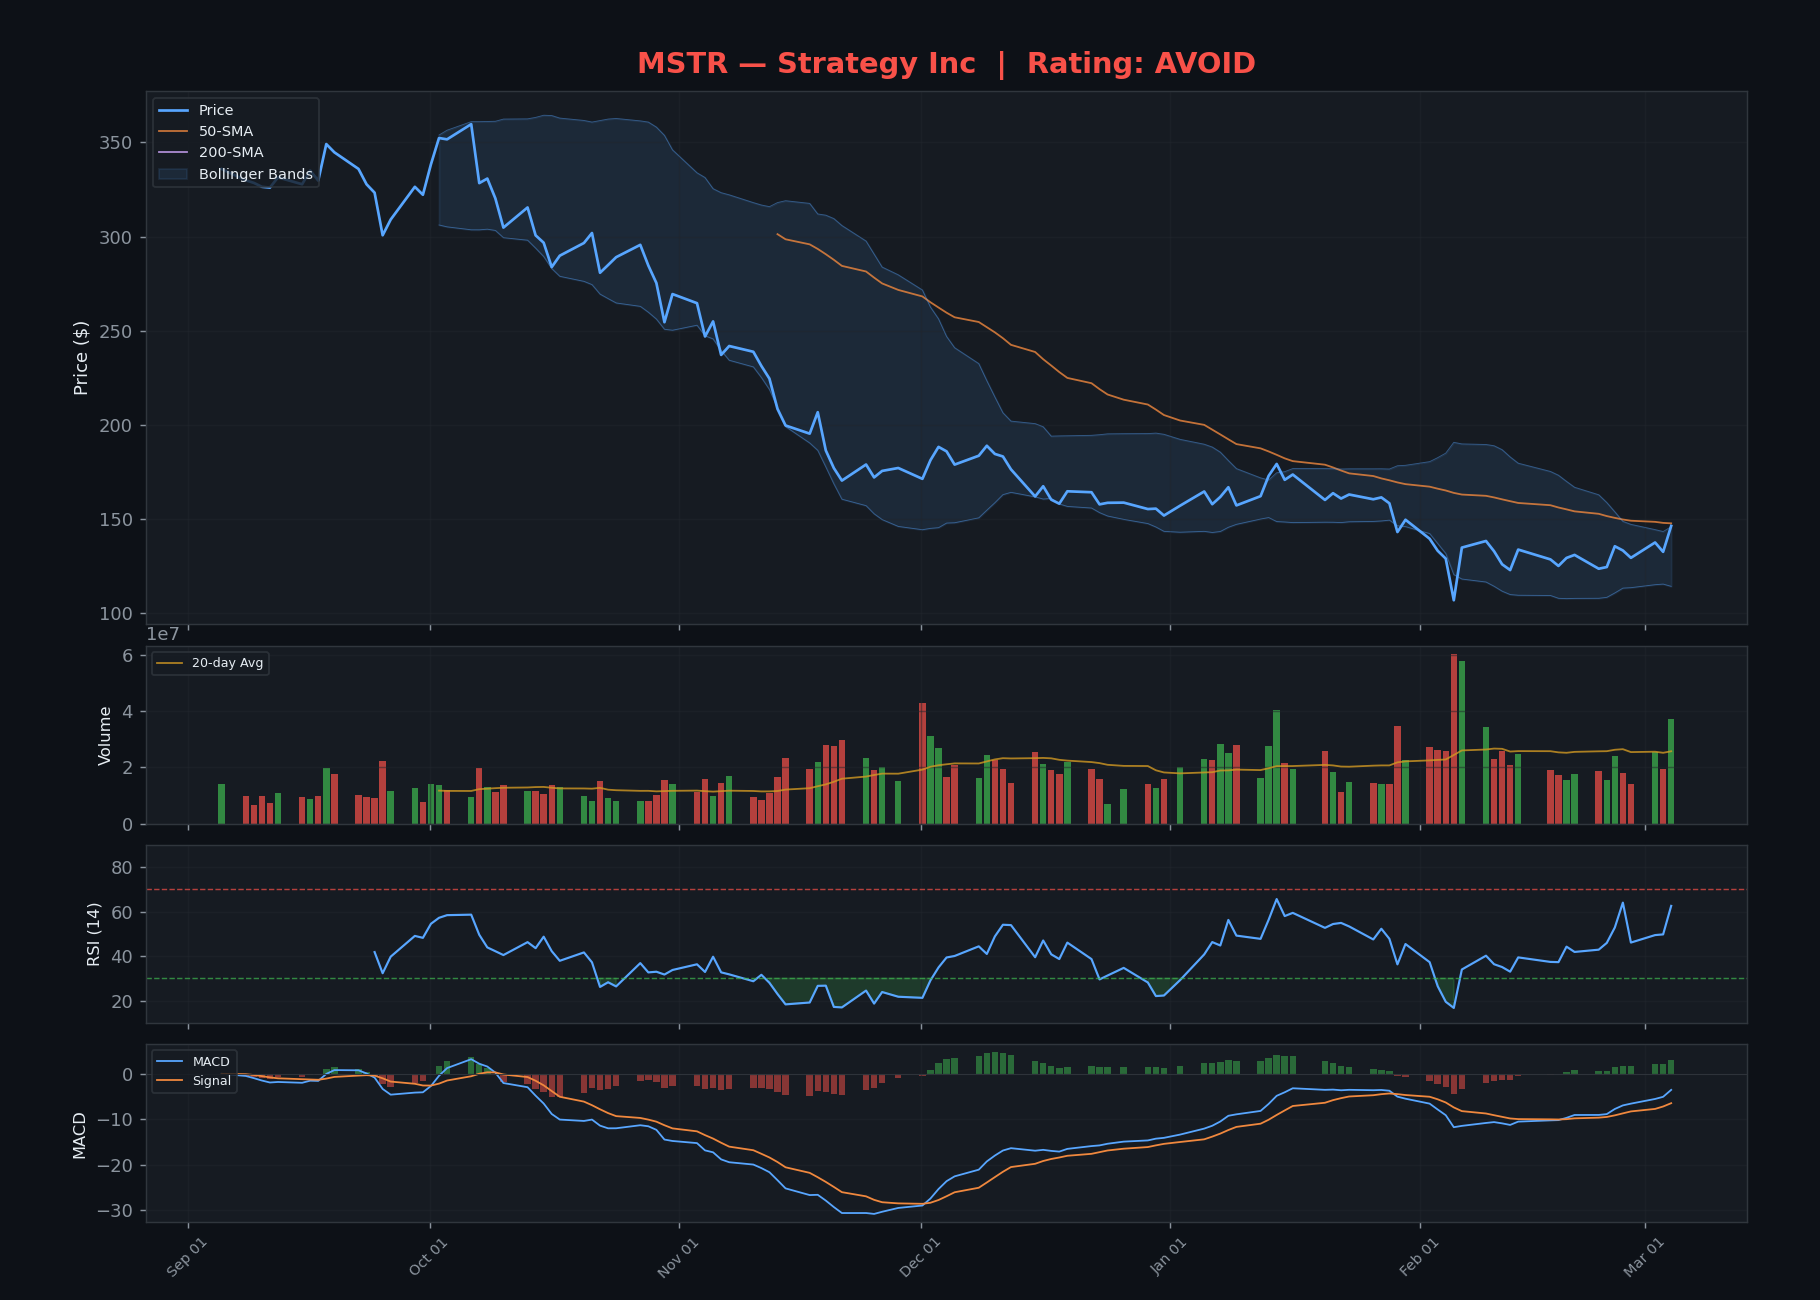 MSTR — Strategy Inc | Rating: AVOID
Price
50-SMA
200-SMA
Bollinger Bands
Price ($)
350
300
250
200
150
100
1e7
20-day Avg
Volume
6
4
2
0
RSI (14)
80
60
40
20
MACD
Signal
MACD
0
−10
−20
−30
Sep 01
Oct 01
Nov 01
Dec 01
Jan 01
Feb 01
Mar 01